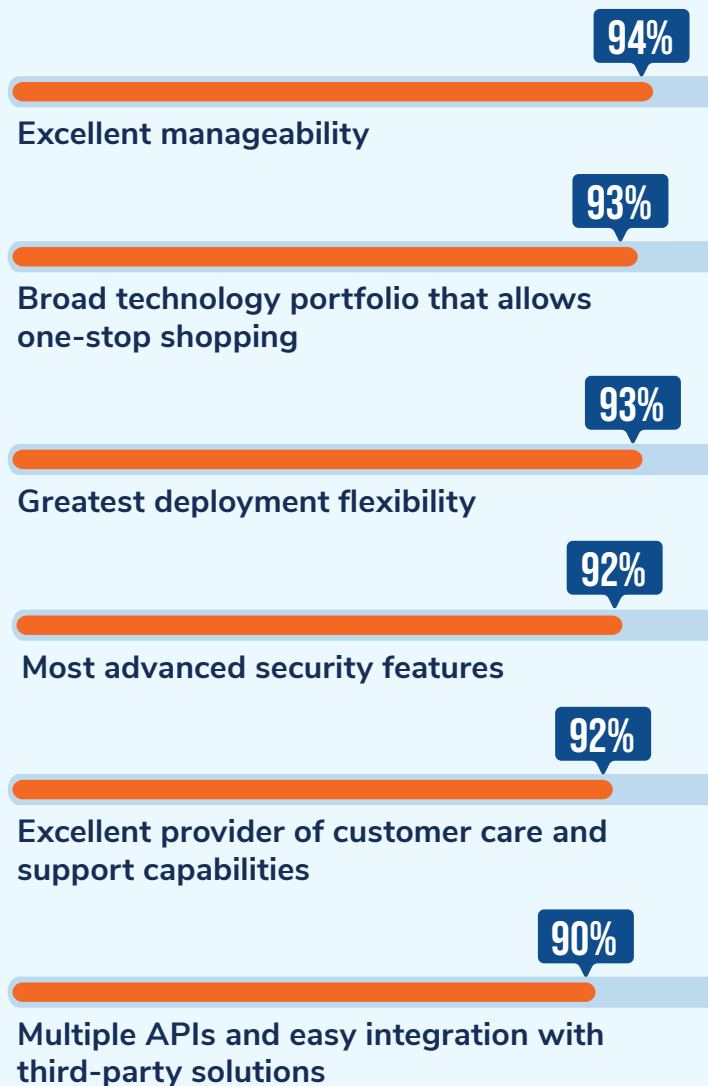 94%
Excellent manageability
93%
Broad technology portfolio that allows
one-stop shopping
93%
Greatest deployment flexibility
92%
Most advanced security features
92%
Excellent provider of customer care and
support capabilities
90%
Multiple APIs and easy integration with
third-party solutions